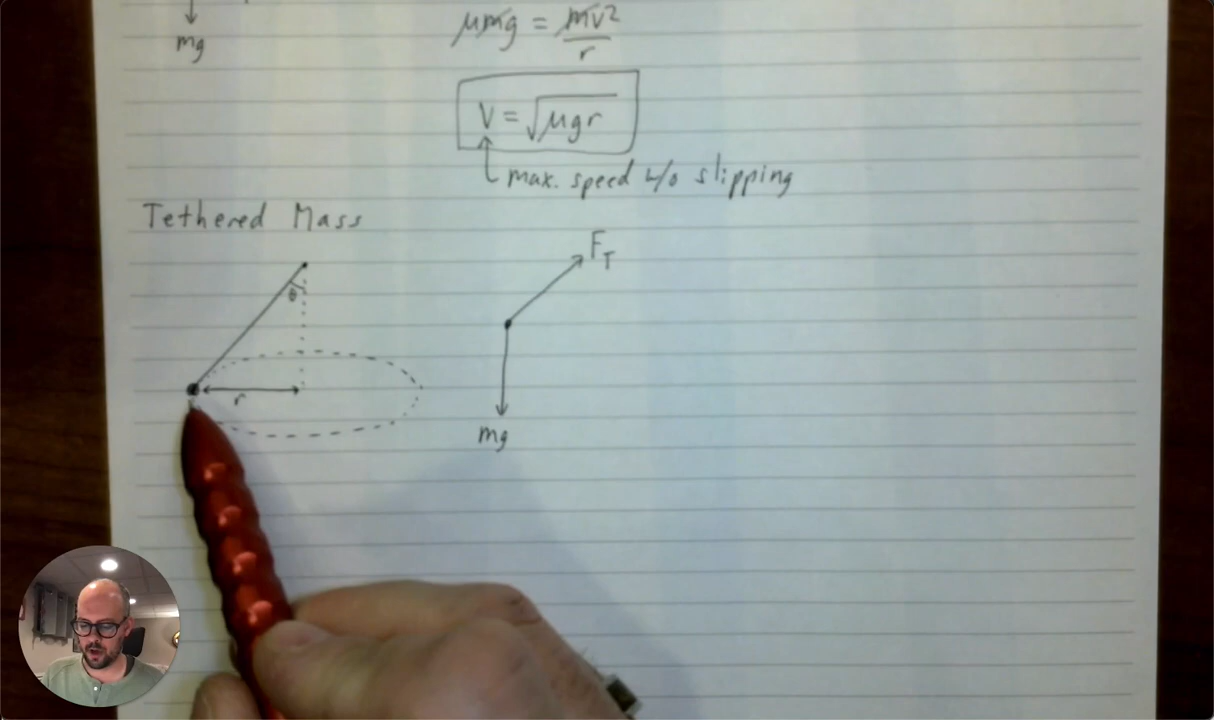 mg
μmg = mv²/r
v = √μgr
max. speed w/o slipping
Tethered Mass
F_T
θ
r
mg